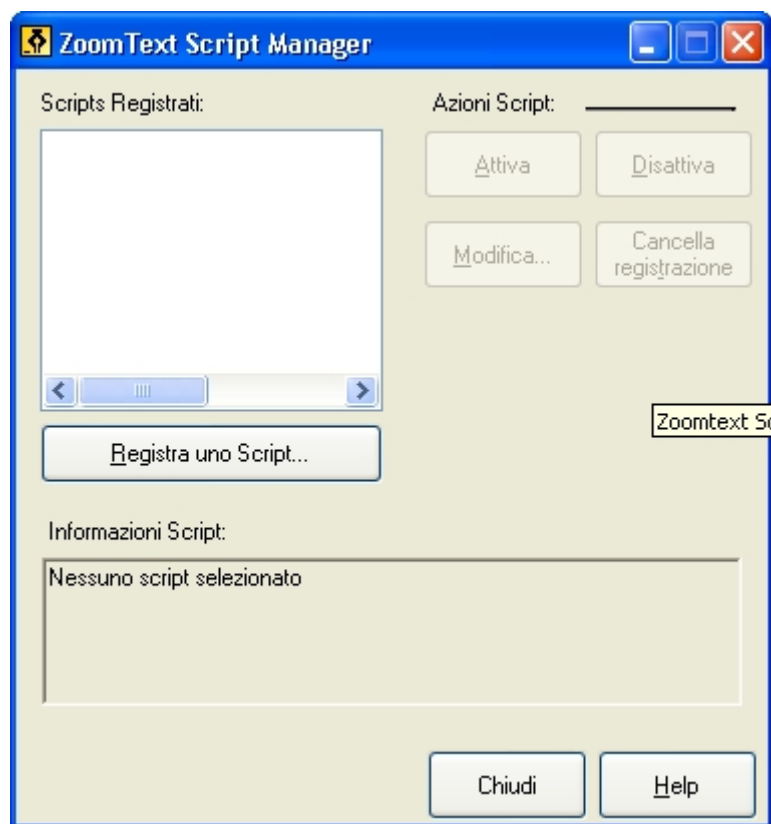 ZoomText Script Manager
Scripts Registrati:
Azioni Script:
Attiva
Disattiva
Modifica...
Cancella
registrazione
Zoomtext
Registra uno Script...
Informazioni Script:
Nessuno script selezionato
Chiudi
Help